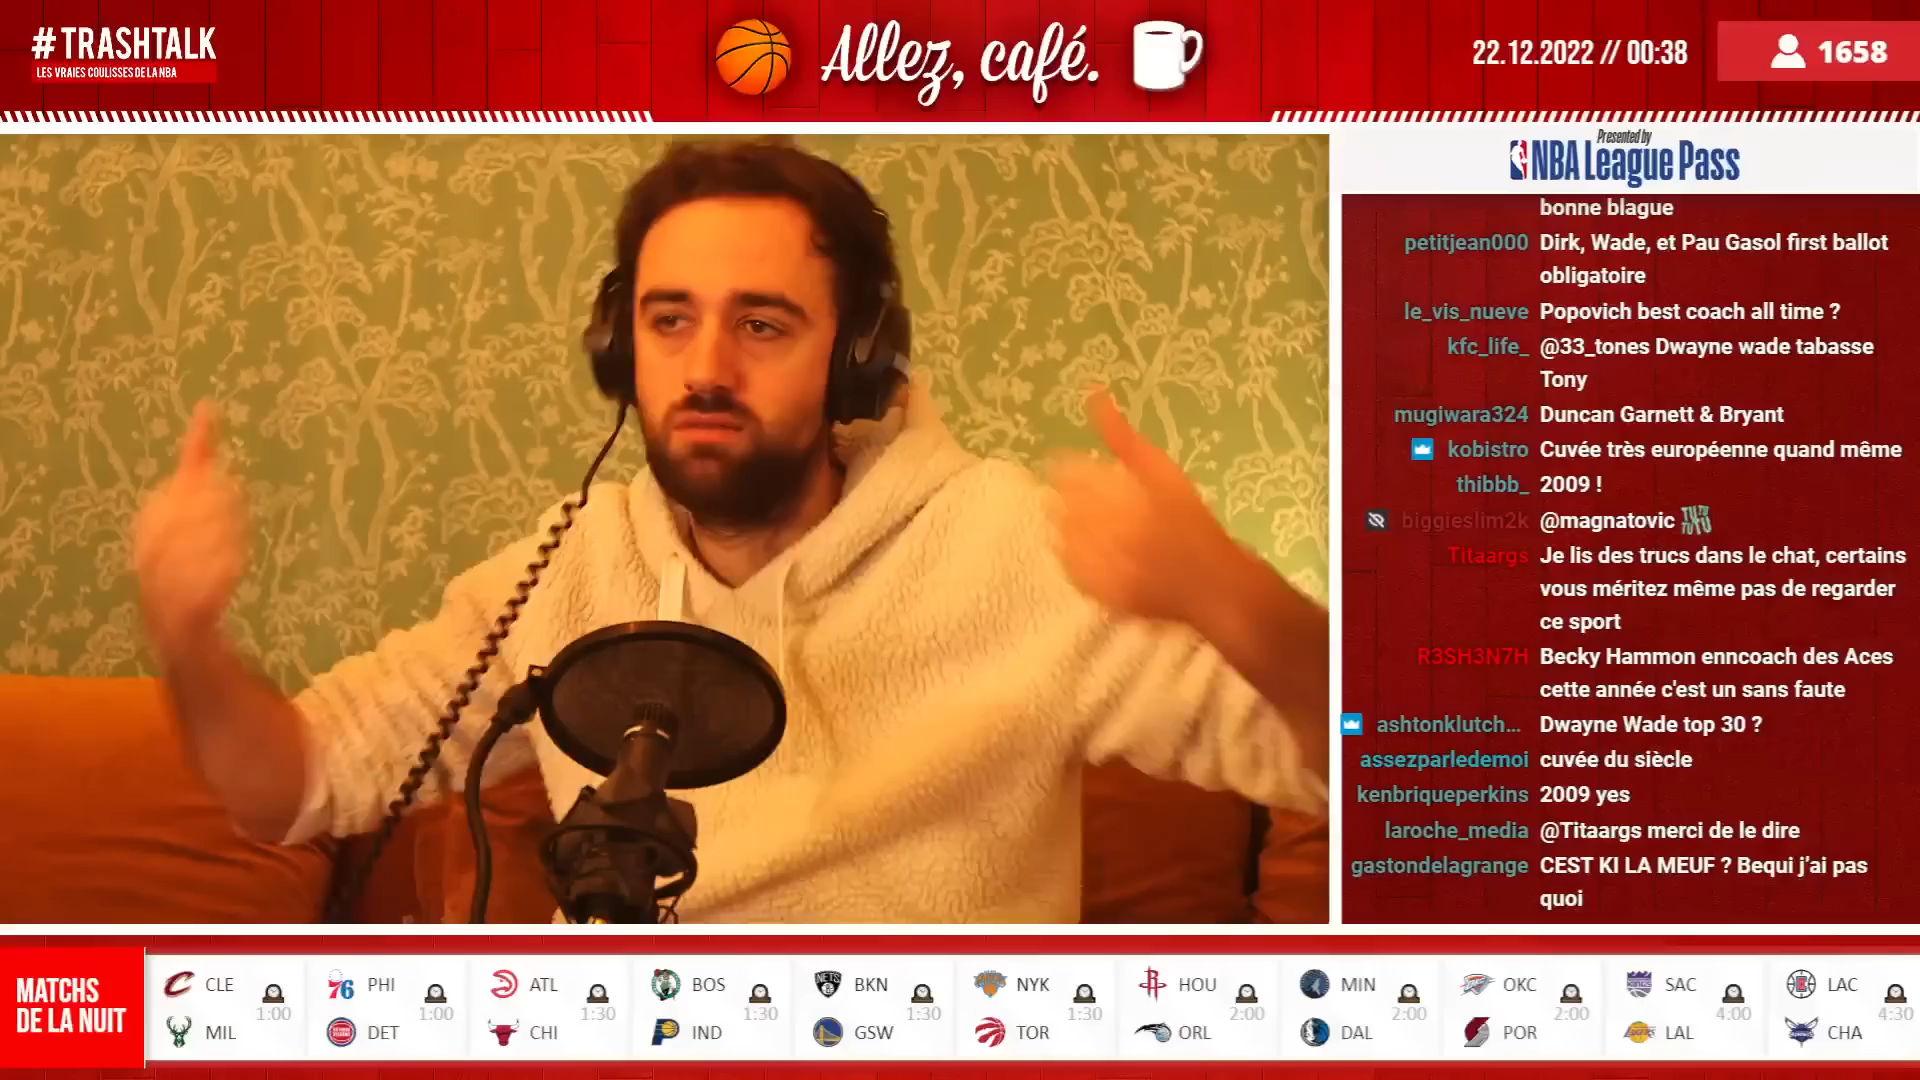 #TRASHTALK
LES VRAIES COULISSES DE LA NBA
Allez, café.
22.12.2022 // 00:38
1658
Presented by
NBA League Pass
bonne blague
petitjean000 Dirk, Wade, et Pau Gasol first ballot
obligatoire
le_vis_nueve Popovich best coach all time ?
kfc_life_ @33_tones Dwayne wade tabasse
Tony
mugiwara324 Duncan Garnett & Bryant
kobistro Cuvée très européenne quand même
thibbb_ 2009 !
biggieslim2k @magnatovic
Titaargs Je lis des trucs dans le chat, certains
vous méritez même pas de regarder
ce sport
R3SH3N7H Becky Hammon enncoach des Aces
cette année c'est un sans faute
ashtonklutch... Dwayne Wade top 30 ?
assezparledemoi cuvée du siècle
kenbriqueperkins 2009 yes
laroche_media @Titaargs merci de le dire
gastondelagrange CEST KI LA MEUF ? Bequi j'ai pas
quoi
MATCHS
DE LA NUIT
CLE
MIL
1:00
76
PHI
DET
1:00
ATL
CHI
1:30
BOS
IND
1:30
NETS
BKN
GSW
1:30
NYK
TOR
1:30
HOU
ORL
2:00
MIN
DAL
2:00
OKC
POR
2:00
SAC
LAL
4:00
LAC
CHA
4:30